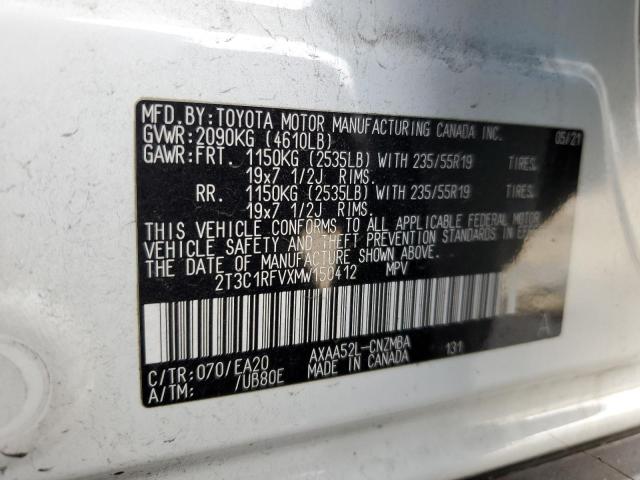 MFD.BY:TOYOTA MOTOR MANUFACTURING CANADA INC. 05/21
GVWR:2090KG (4610LB)
GAWR:FRT. 1150KG (2535LB) WITH 235/55R19 TIRES.
19x7 1/2J RIMS.
RR. 1150KG (2535LB) WITH 235/55R19 TIRES.
19x7 1/2J RIMS.
THIS VEHICLE CONFORMS TO ALL APPLICABLE FEDERAL MOTOR
VEHICLE SAFETY AND THEFT PREVENTION STANDARDS IN
THE DATE OF MANUFACTURE SHOWN ABOVE.
2T3C1RFVXMW150412 MPV
A
C/TR:070/EA20 AXAA52L-CNZMBA 131
A/TM: /UB80E MADE IN CANADA